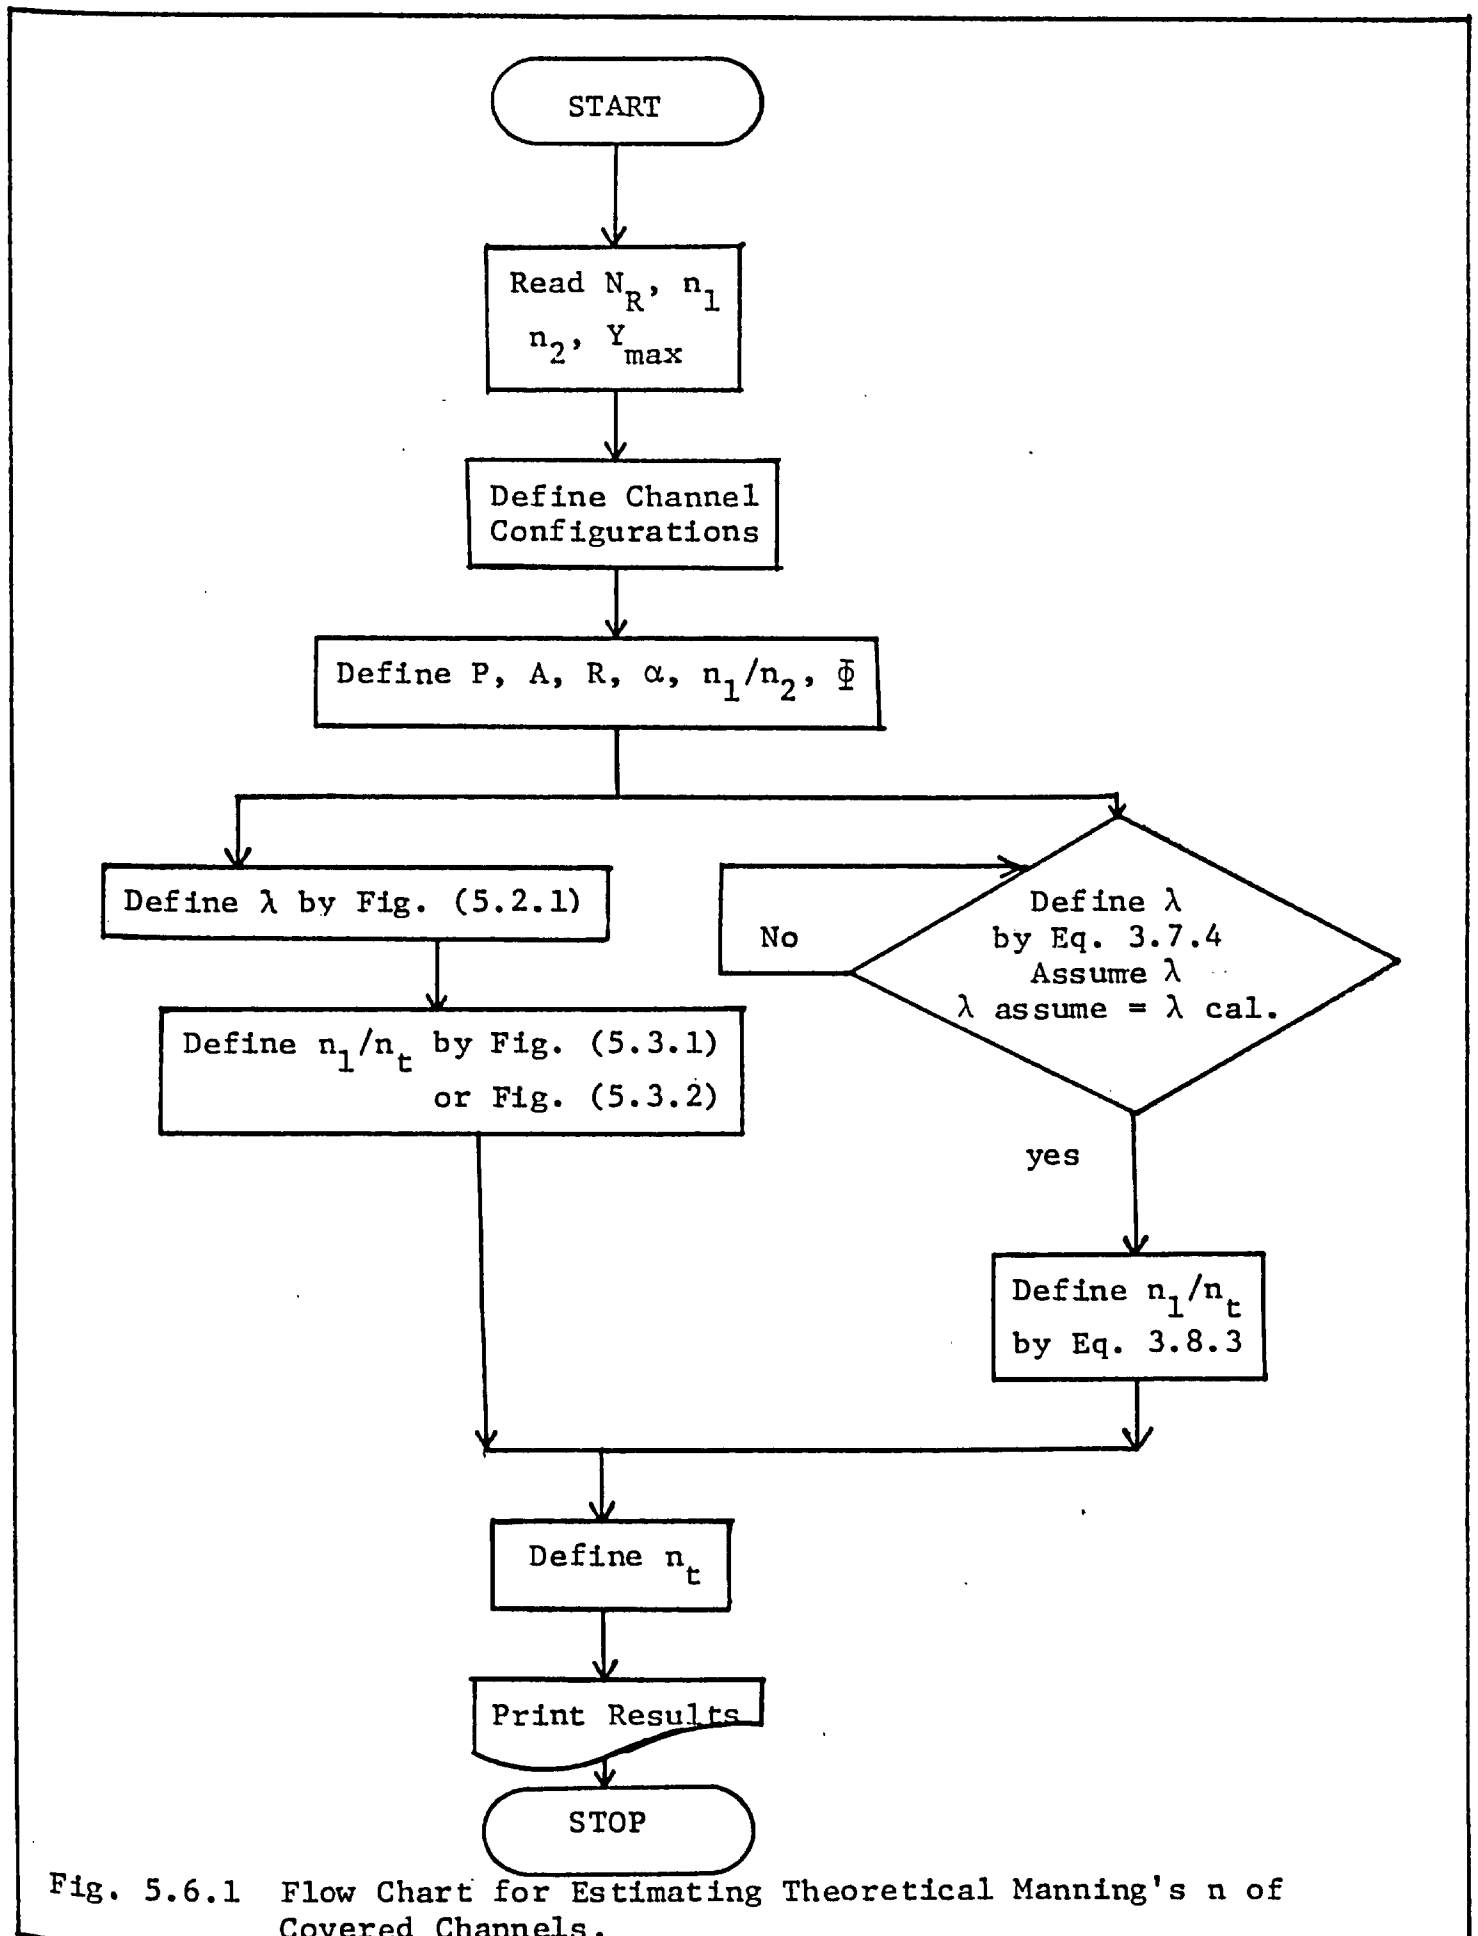 START
Read N_R, n_1
n_2, Y_max
Define Channel
Configurations
Define P, A, R, α, n_1/n_2, Φ
Define λ by Fig. (5.2.1)
Define n_1/n_t by Fig. (5.3.1)
or Fig. (5.3.2)
No
Define λ
by Eq. 3.7.4
Assume λ
λ assume = λ cal.
yes
Define n_1/n_t
by Eq. 3.8.3
Define n_t
Print Results
STOP
Fig. 5.6.1 Flow Chart for Estimating Theoretical Manning's n of
Covered Channels.